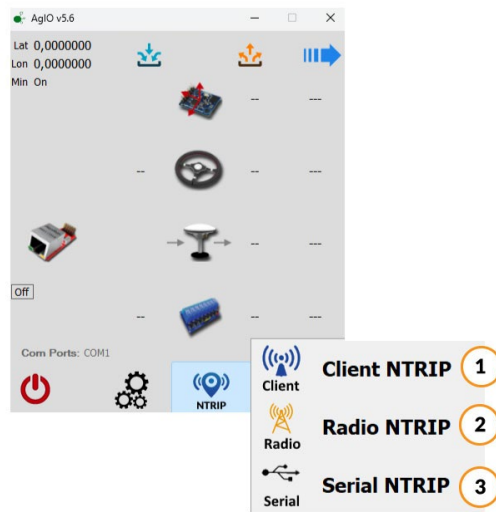 AgIO v5.6
Lat 0,0000000
Lon 0,0000000
Min On
-- ---
-- -- ---
-- ---
Off
-- -- ---
Com Ports: COM1
NTRIP
Client
Client NTRIP 1
Radio
Radio NTRIP 2
Serial
Serial NTRIP 3